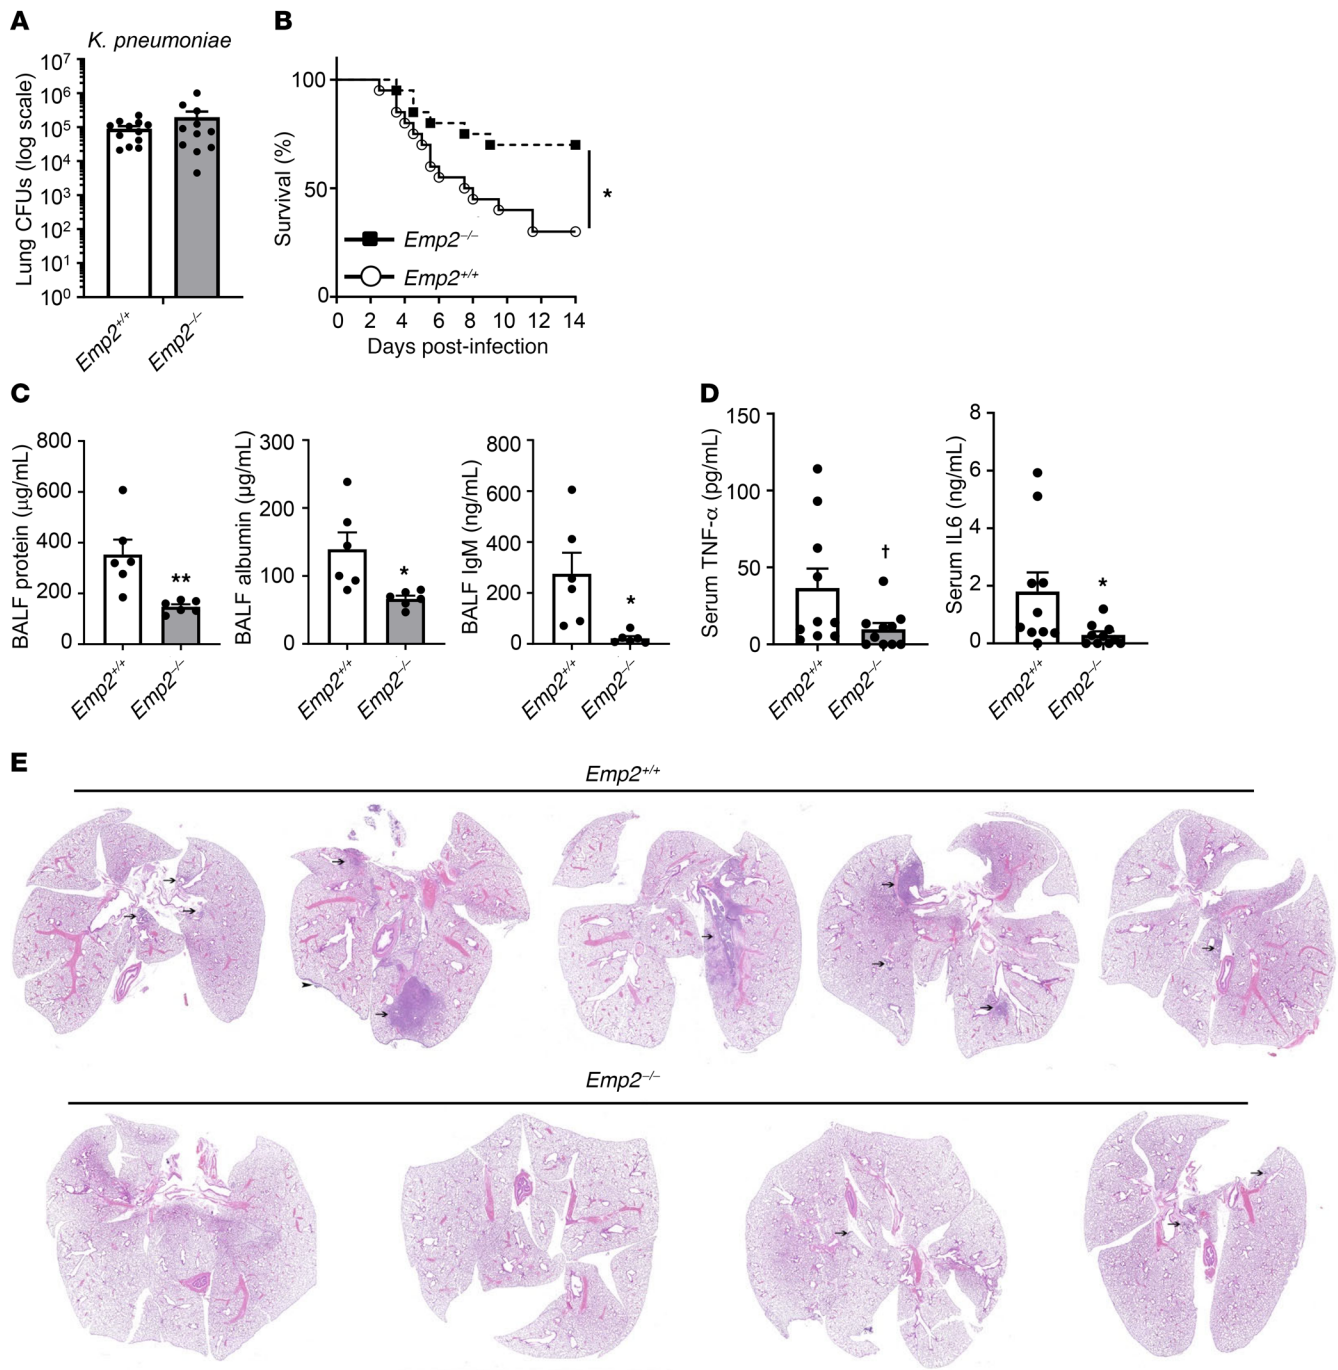 A
K. pneumoniae
Lung CFUs (log scale)
10⁷
10⁶
10⁵
10⁴
10³
10²
10¹
10⁰
Emp2+/+
Emp2−/−
B
Survival (%)
100
50
0
Emp2−/−
Emp2+/+
*
0 2 4 6 8 10 12 14
Days post-infection
C
BALF protein (µg/mL)
800
600
400
200
0
**
Emp2+/+
Emp2−/−
BALF albumin (µg/mL)
300
200
100
0
*
Emp2+/+
Emp2−/−
BALF IgM (ng/mL)
800
600
400
200
0
*
Emp2+/+
Emp2−/−
D
Serum TNF-α (pg/mL)
150
100
50
0
†
Emp2+/+
Emp2−/−
Serum IL6 (ng/mL)
8
6
4
2
0
*
Emp2+/+
Emp2−/−
E
Emp2+/+
Emp2−/−